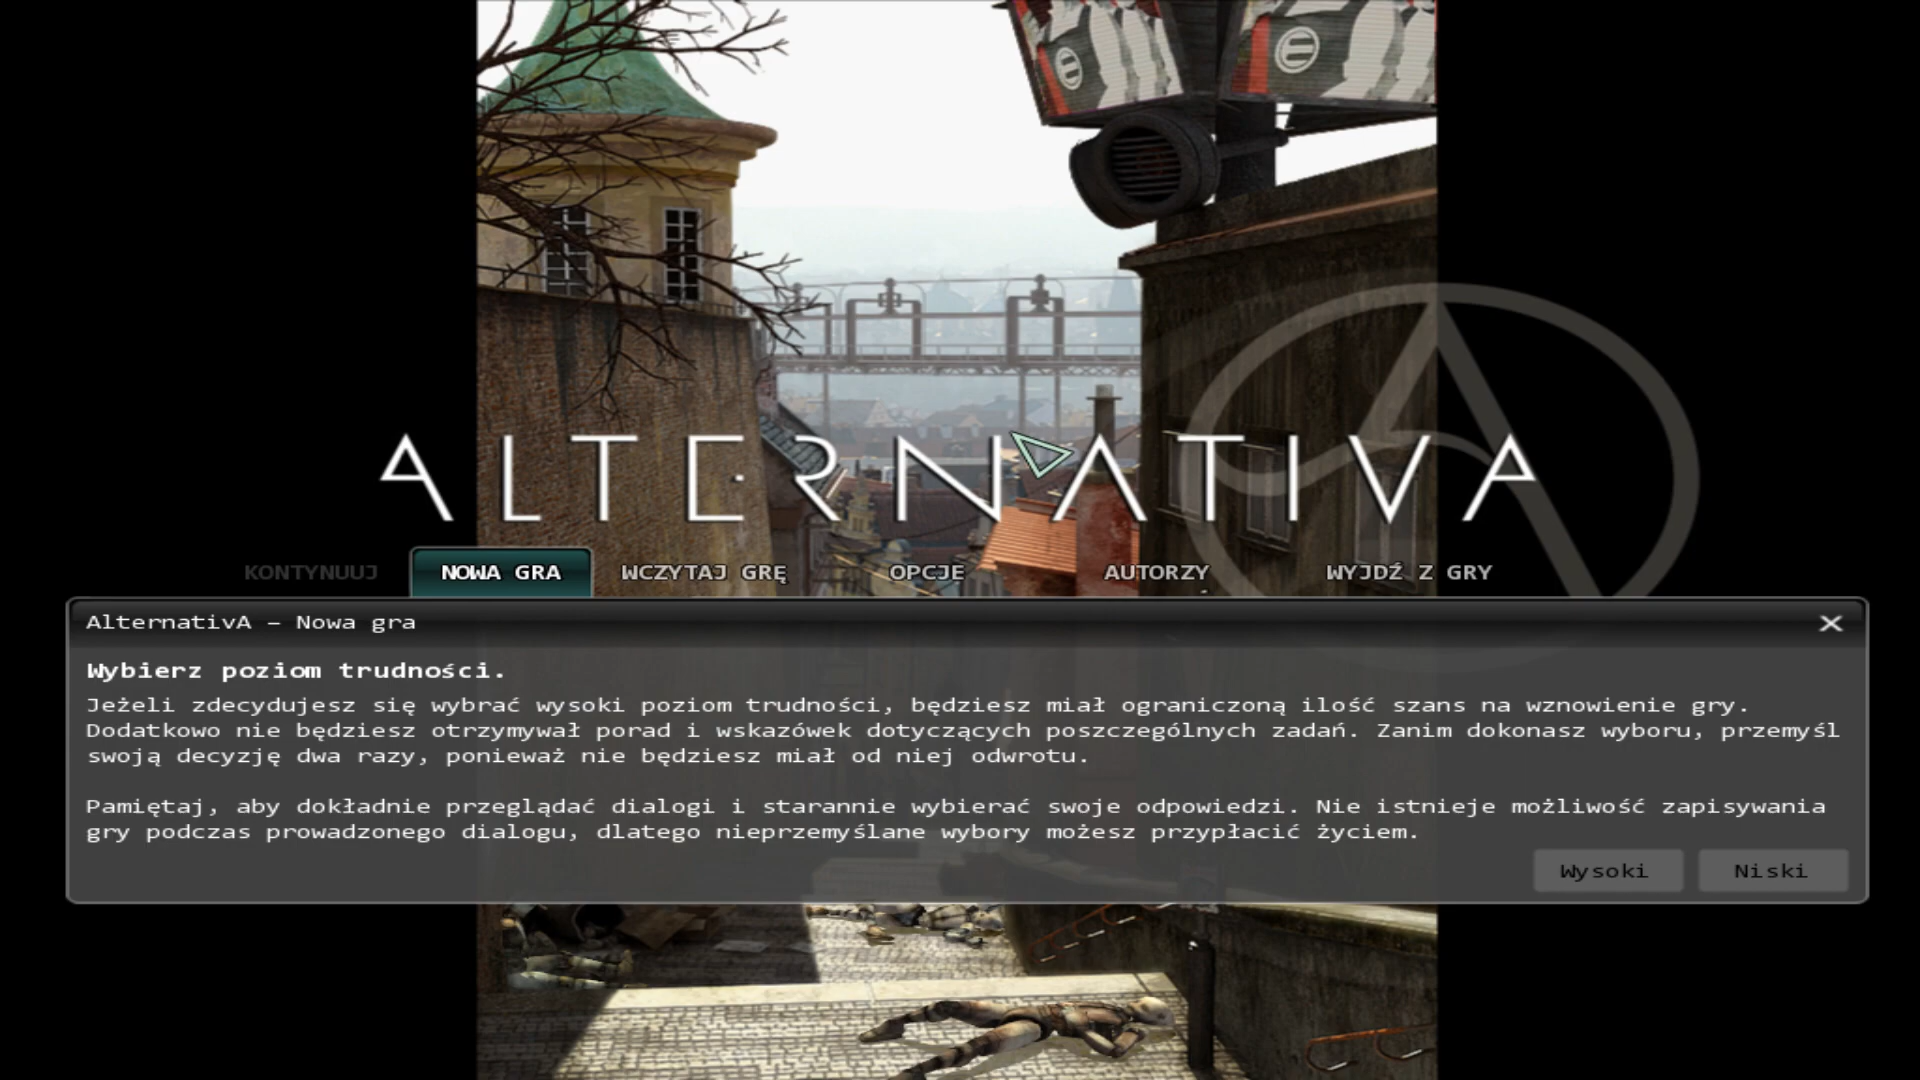 ALTERNATIVA
KONTYNUUJ NOWA GRA WCZYTAJ GRĘ OPCJE AUTORZY WYJDŹ Z GRY
AlternativA – Nowa gra
Wybierz poziom trudności.
Jeżeli zdecydujesz się wybrać wysoki poziom trudności, będziesz miał ograniczoną ilość szans na wznowienie gry.
Dodatkowo nie będziesz otrzymywał porad i wskazówek dotyczących poszczególnych zadań. Zanim dokonasz wyboru, przemyśl
swoją decyzję dwa razy, ponieważ nie będziesz miał od niej odwrotu.
Pamiętaj, aby dokładnie przeglądać dialogi i starannie wybierać swoje odpowiedzi. Nie istnieje możliwość zapisywania
gry podczas prowadzonego dialogu, dlatego nieprzemyślane wybory możesz przypłacić życiem.
Wysoki Niski